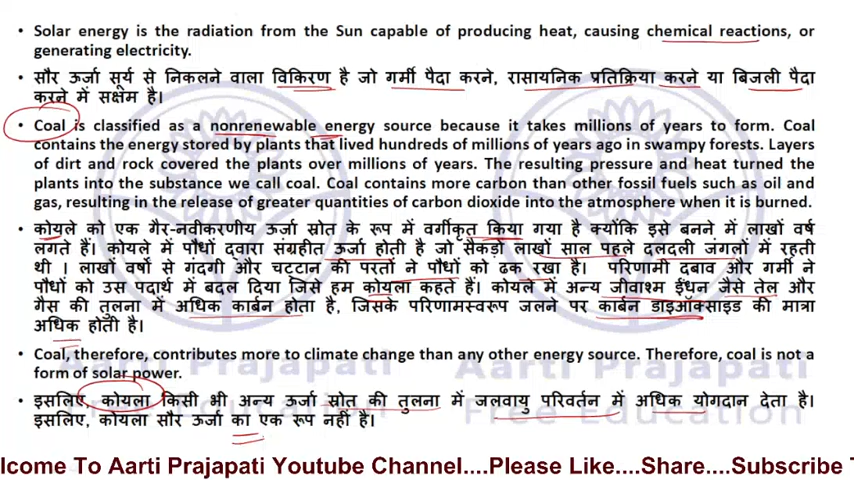 • Solar energy is the radiation from the Sun capable of producing heat, causing chemical reactions, or
generating electricity.
• सौर ऊर्जा सूर्य से निकलने वाला विकिरण है जो गर्मी पैदा करने, रासायनिक प्रतिक्रिया करने या बिजली पैदा
करने में सक्षम है।
• Coal is classified as a nonrenewable energy source because it takes millions of years to form. Coal
contains the energy stored by plants that lived hundreds of millions of years ago in swampy forests. Layers
of dirt and rock covered the plants over millions of years. The resulting pressure and heat turned the
plants into the substance we call coal. Coal contains more carbon than other fossil fuels such as oil and
gas, resulting in the release of greater quantities of carbon dioxide into the atmosphere when it is burned.
• कोयले को एक गैर-नवीकरणीय ऊर्जा स्रोत के रूप में वर्गीकृत किया गया है क्योंकि इसे बनने में लाखों वर्ष
लगते हैं। कोयले में पौधों द्वारा संग्रहीत ऊर्जा होती है जो सैकड़ो लाखों साल पहले दलदली जंगलों में रहती
थी । लाखों वर्षो से गंदगी और चट्टान की परतों ने पौधों को ढक रखा है। परिणामी दबाव और गर्मी ने
पौधों को उस पदार्थ में बदल दिया जिसे हम कोयला कहते हैं। कोयले में अन्य जीवाश्म ईंधन जैसे तेल और
गैस की तुलना में अधिक कार्बन होता है, जिसके परिणामस्वरूप जलने पर कार्बन डाइऑक्साइड की मात्रा
अधिक होती है।
• Coal, therefore, contributes more to climate change than any other energy source. Therefore, coal is not a
form of solar power.
• इसलिए, कोयला किसी भी अन्य ऊर्जा स्रोत की तुलना में जलवायु परिवर्तन में अधिक योगदान देता है।
इसलिए, कोयला सौर ऊर्जा का एक रूप नहीं है।
Aarti Prajapati Aarti Prajapati
Free Education Free Education
lcome To Aarti Prajapati Youtube Channel....Please Like....Share....Subscribe